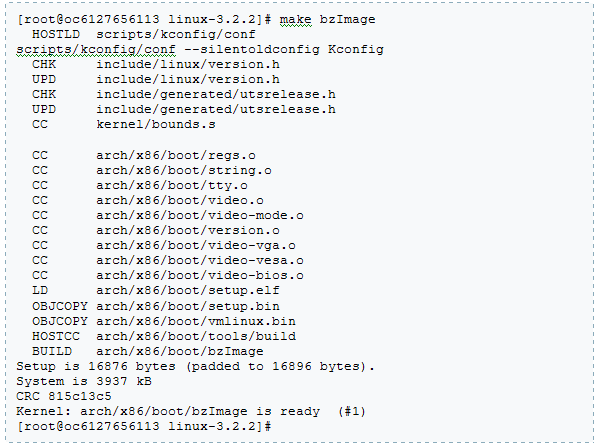 [root@oc6127656113 linux-3.2.2]# make bzImage
HOSTLD scripts/kconfig/conf
scripts/kconfig/conf --silentoldconfig Kconfig
CHK include/linux/version.h
UPD include/linux/version.h
CHK include/generated/utsrelease.h
UPD include/generated/utsrelease.h
CC kernel/bounds.s
CC arch/x86/boot/regs.o
CC arch/x86/boot/string.o
CC arch/x86/boot/tty.o
CC arch/x86/boot/video.o
CC arch/x86/boot/video-mode.o
CC arch/x86/boot/version.o
CC arch/x86/boot/video-vga.o
CC arch/x86/boot/video-vesa.o
CC arch/x86/boot/video-bios.o
LD arch/x86/boot/setup.elf
OBJCOPY arch/x86/boot/setup.bin
OBJCOPY arch/x86/boot/vmlinux.bin
HOSTCC arch/x86/boot/tools/build
BUILD arch/x86/boot/bzImage
Setup is 16876 bytes (padded to 16896 bytes).
System is 3937 kB
CRC 815c13c5
Kernel: arch/x86/boot/bzImage is ready (#1)
[root@oc6127656113 linux-3.2.2]#